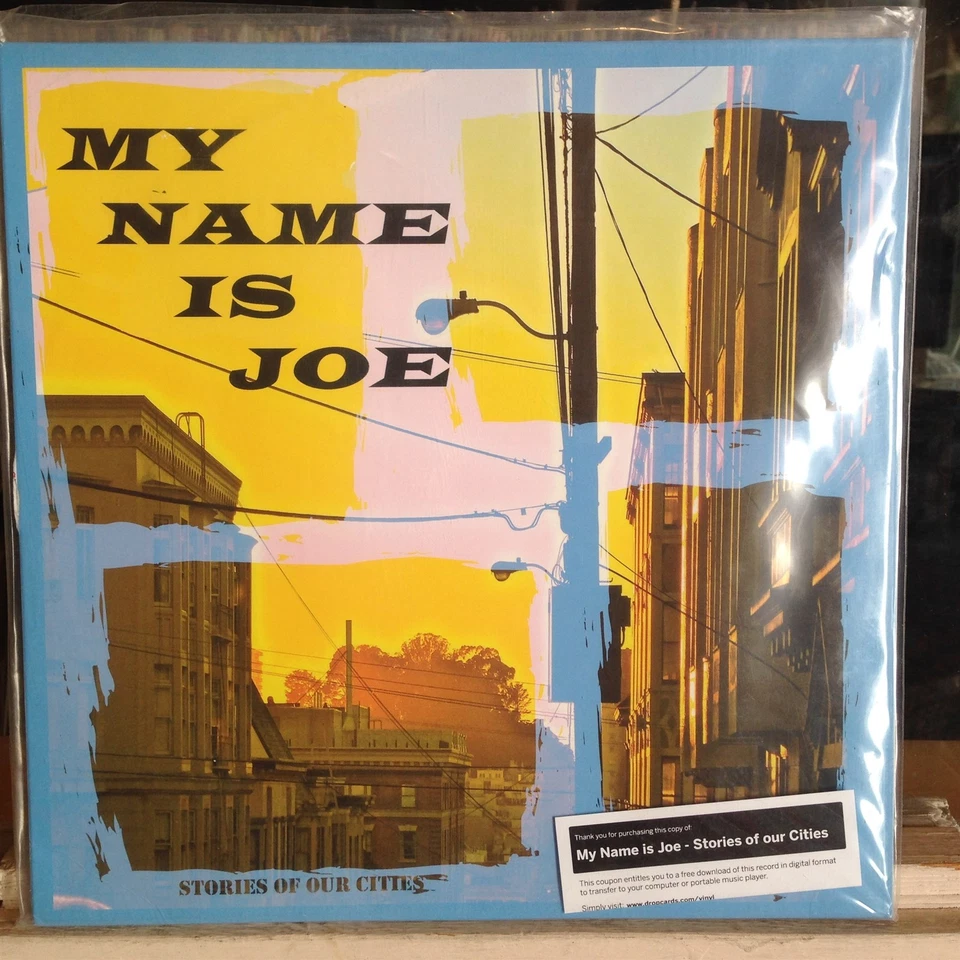 MY
NAME
IS
JOE
STORIES OF OUR CITIES
Thank you for purchasing this copy of:
My Name is Joe - Stories of our Cities
This coupon entitles you to a free download of this record in digital format
to transfer to your computer or portable music player.
Simply visit: www.dropcards.com/vinyl